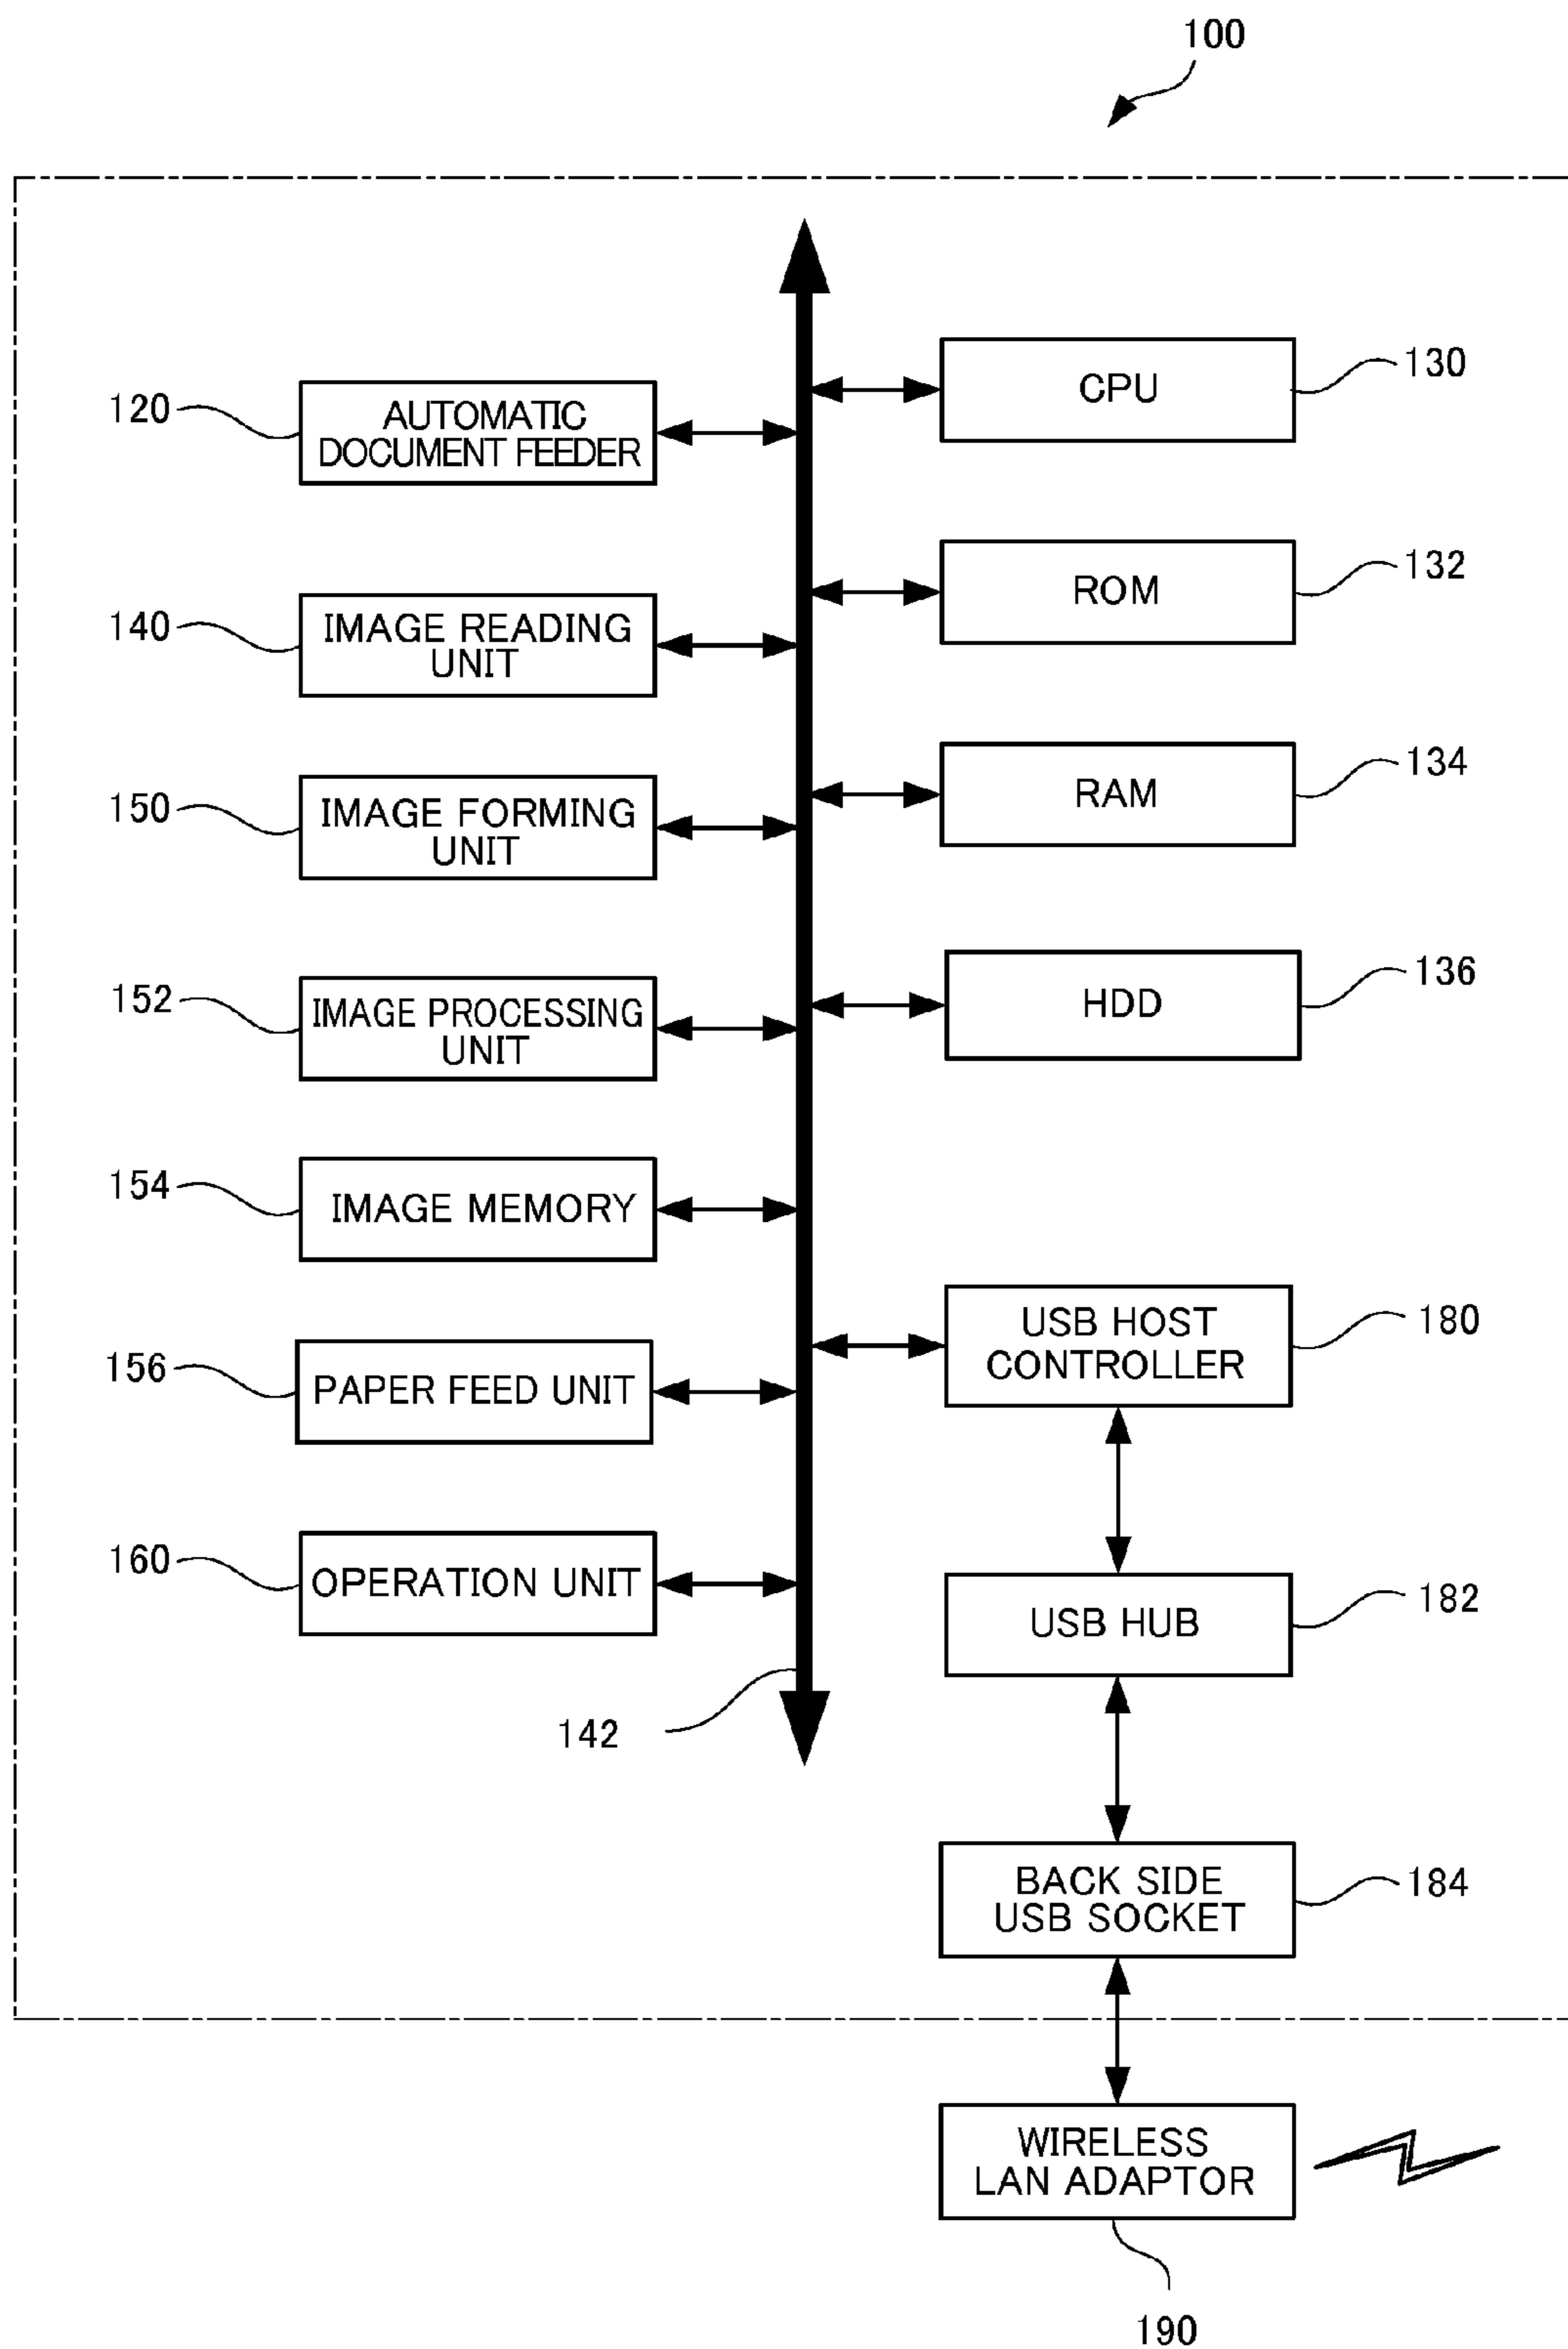 100
120
AUTOMATIC
DOCUMENT FEEDER
CPU
130
ROM
132
140
IMAGE READING
UNIT
RAM
134
150
IMAGE FORMING
UNIT
HDD
136
152
IMAGE PROCESSING
UNIT
154
IMAGE MEMORY
USB HOST
CONTROLLER
180
156
PAPER FEED UNIT
160
OPERATION UNIT
USB HUB
182
142
BACK SIDE
USB SOCKET
184
WIRELESS
LAN ADAPTOR
190